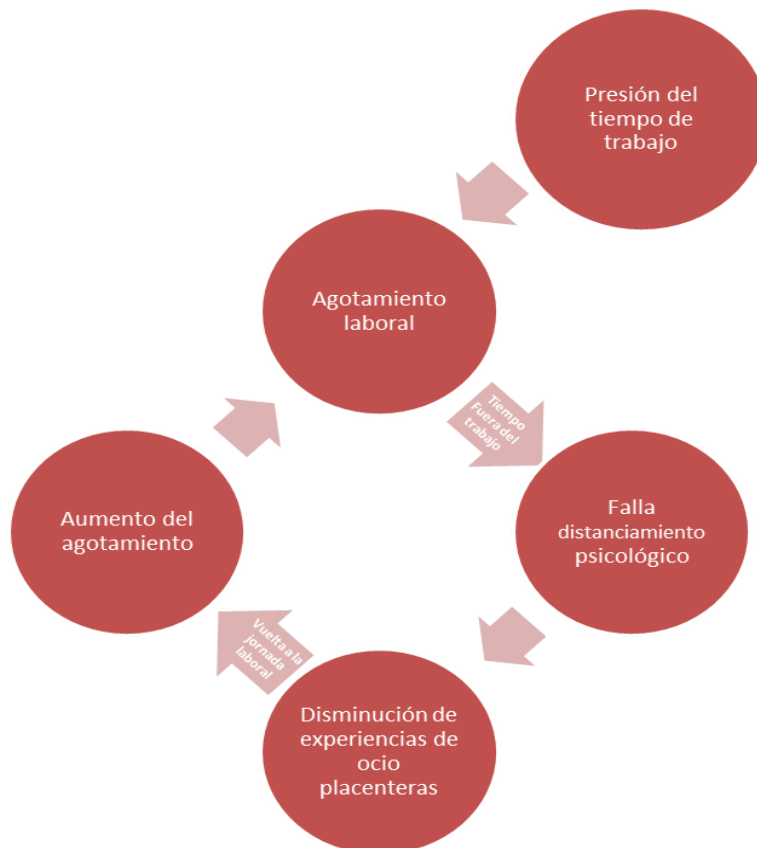 Presión del
tiempo de
trabajo
Agotamiento
laboral
Tiempo
Fuera del
trabajo
Falla
distanciamiento
psicológico
Disminución de
experiencias de
ocio
placenteras
Vuelta a la
jornada
laboral
Aumento del
agotamiento